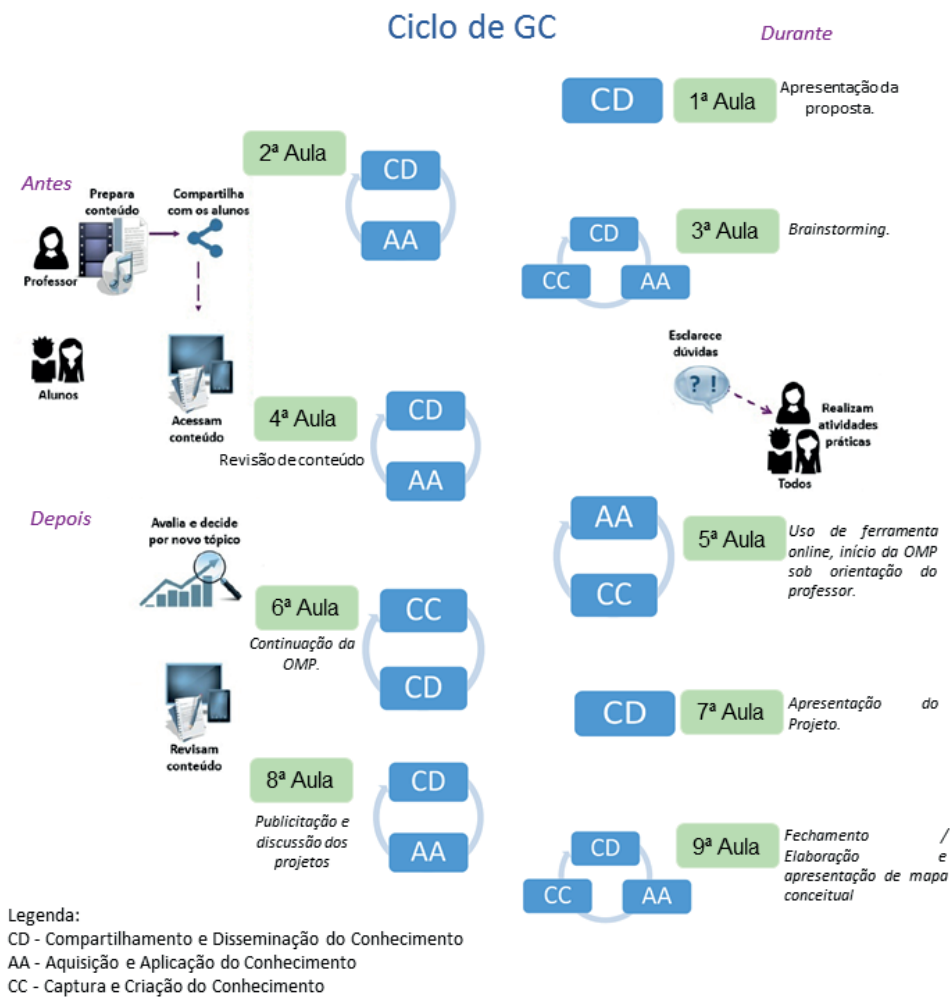 Ciclo de GC
Durante
CD
1ª Aula
Apresentação da
proposta.
2ª Aula
CD
AA
Antes
Prepara
conteúdo
Compartilha
com os alunos
Professor
Alunos
Acessam
conteúdo
3ª Aula
Brainstorming.
CD
CC
AA
Esclarece
dúvidas
? !
Realizam
atividades
práticas
Todos
4ª Aula
Revisão de conteúdo
CD
AA
Depois
Avalia e decide
por novo tópico
AA
CC
5ª Aula
Uso de ferramenta
online, início da OMP
sob orientação do
professor.
6ª Aula
Continuação da
OMP.
CC
CD
Revisam
conteúdo
CD
7ª Aula
Apresentação do
Projeto.
8ª Aula
Publicitação e
discussão dos
projetos
CD
AA
CD
CC
AA
9ª Aula
Fechamento /
Elaboração e
apresentação de mapa
conceitual
Legenda:
CD - Compartilhamento e Disseminação do Conhecimento
AA - Aquisição e Aplicação do Conhecimento
CC - Captura e Criação do Conhecimento